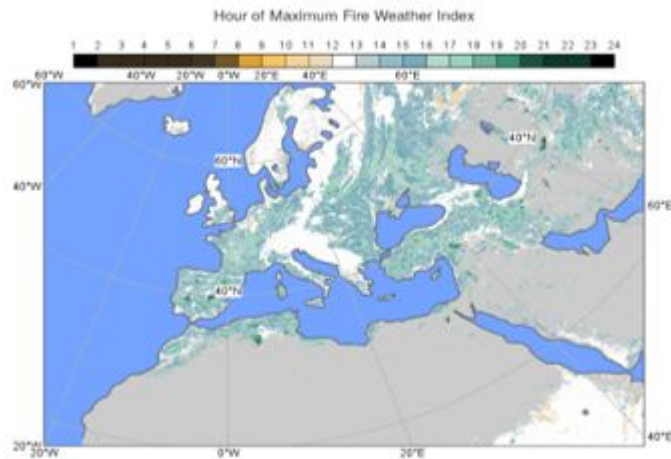 Hour of Maximum Fire Weather Index
1 2 3 4 5 6 7 8 9 10 11 12 13 14 15 16 17 18 19 20 21 22 23 24
60°W 40°W 20°W 0°W 20°E 40°E 60°E
60°N
40°N
60°N
40°W
60°E
40°N
20°W 0°W 20°E 40°E